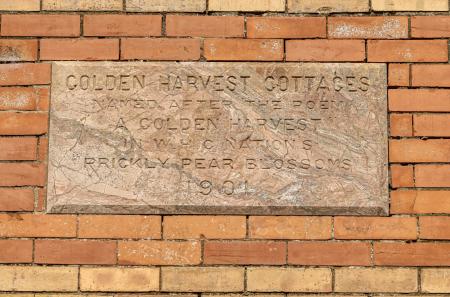 GOLDEN HARVEST COTTAGES
NAMED AFTER THE POEM
A GOLDEN HARVEST
IN W.H.C. NATION'S
PRICKLY PEAR BLOSSOMS
1901